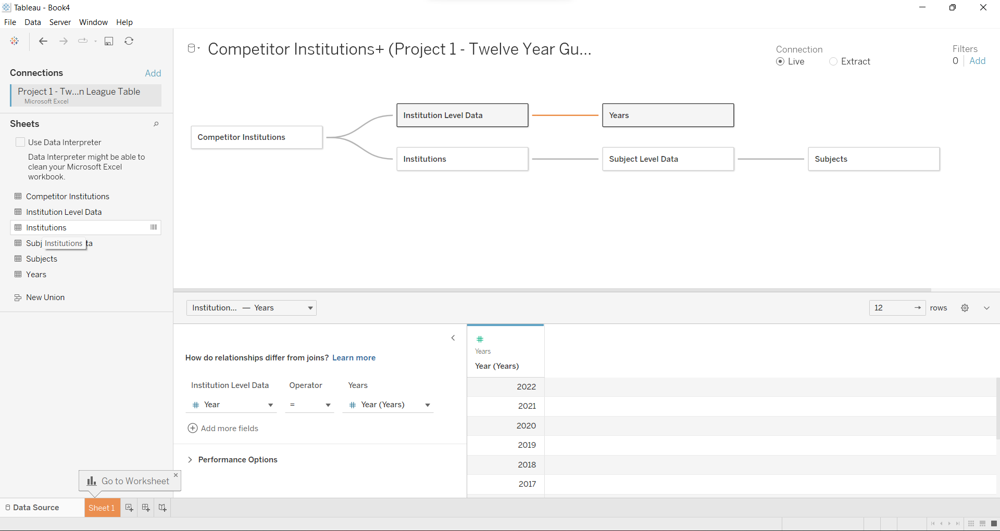 Tableau - Book4
File Data Server Window Help
Connections Add
Project 1 - Tw...n League Table
Microsoft Excel
Sheets
Use Data Interpreter
Data Interpreter might be able to
clean your Microsoft Excel
workbook.
Competitor Institutions
Institution Level Data
Institutions
Subj Institutions ta
Subjects
Years
New Union
Competitor Institutions+ (Project 1 - Twelve Year Gu...
Connection
Live Extract
Filters
0 Add
Institution Level Data Years
Competitor Institutions
Institutions Subject Level Data Subjects
Institution... — Years
12 rows
How do relationships differ from joins? Learn more
Institution Level Data Operator Years
# Year = # Year (Years)
Add more fields
Performance Options
#
Years
Year (Years)
2022
2021
2020
2019
2018
2017
Go to Worksheet
Data Source Sheet 1